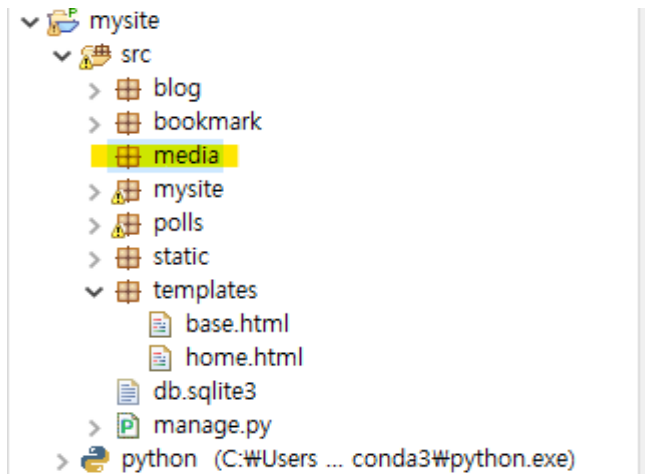 mysite
src
blog
bookmark
media
mysite
polls
static
templates
base.html
home.html
db.sqlite3
manage.py
python (C:₩Users ... conda3₩python.exe)